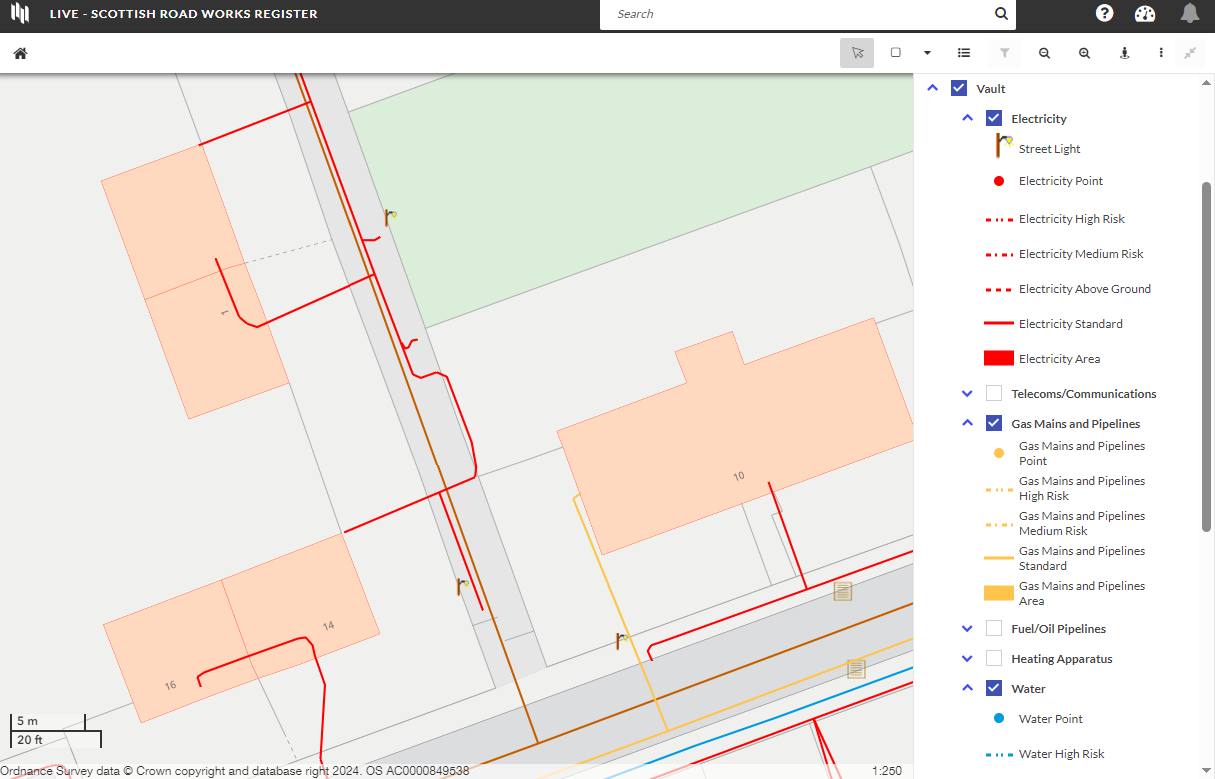 LIVE - SCOTTISH ROAD WORKS REGISTER
Search
Vault
Electricity
Street Light
Electricity Point
Electricity High Risk
Electricity Medium Risk
Electricity Above Ground
Electricity Standard
Electricity Area
Telecoms/Communications
Gas Mains and Pipelines
Gas Mains and Pipelines
Point
Gas Mains and Pipelines
High Risk
Gas Mains and Pipelines
Medium Risk
Gas Mains and Pipelines
Standard
Gas Mains and Pipelines
Area
Fuel/Oil Pipelines
Heating Apparatus
Water
Water Point
Water High Risk
1
10
14
16
5 m
20 ft
Ordnance Survey data © Crown copyright and database right 2024. OS AC0000849538
1:250